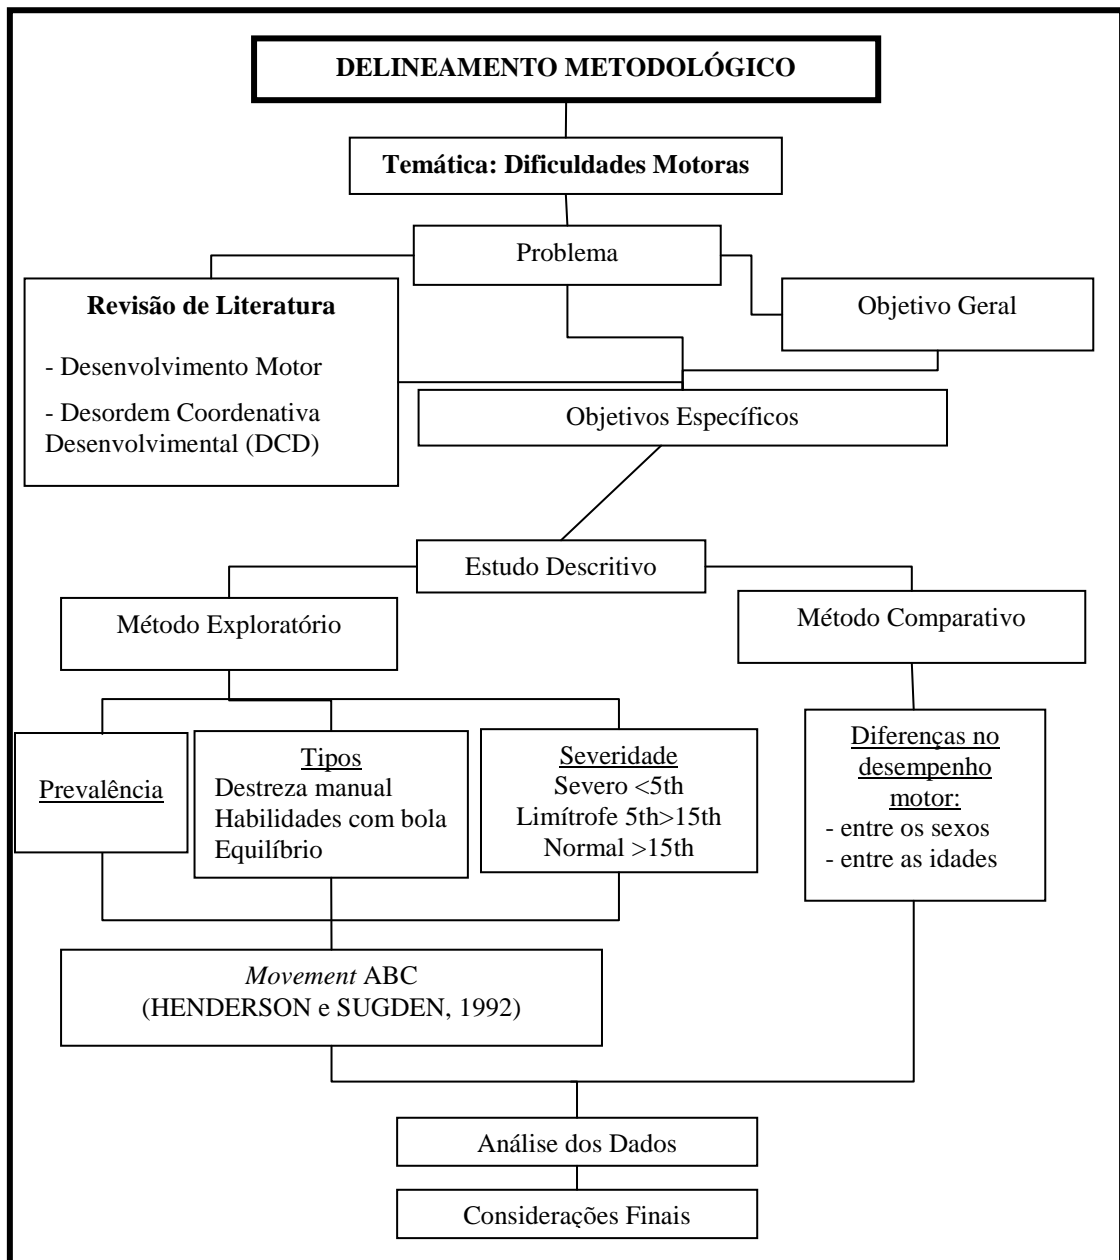 DELINEAMENTO METODOLÓGICO
Temática: Dificuldades Motoras
Problema
Revisão de Literatura
- Desenvolvimento Motor
- Desordem Coordenativa
Desenvolvimental (DCD)
Objetivo Geral
Objetivos Específicos
Estudo Descritivo
Método Exploratório
Método Comparativo
Prevalência
Tipos
Destreza manual
Habilidades com bola
Equilíbrio
Severidade
Severo <5th
Limítrofe 5th>15th
Normal >15th
Diferenças no
desempenho
motor:
- entre os sexos
- entre as idades
Movement ABC
(HENDERSON e SUGDEN, 1992)
Análise dos Dados
Considerações Finais